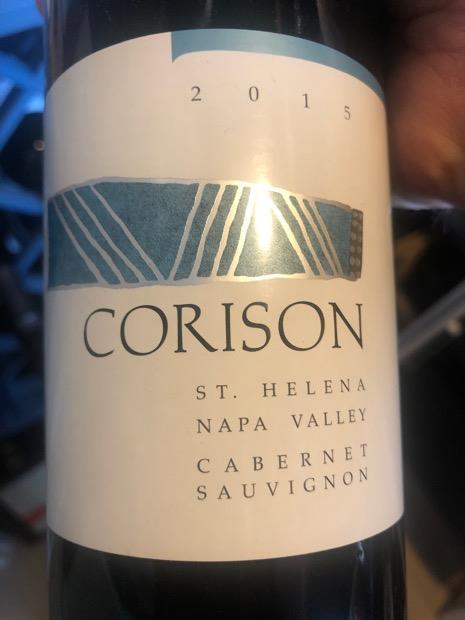 2015
CORISON
ST. HELENA
NAPA VALLEY
CABERNET
SAUVIGNON